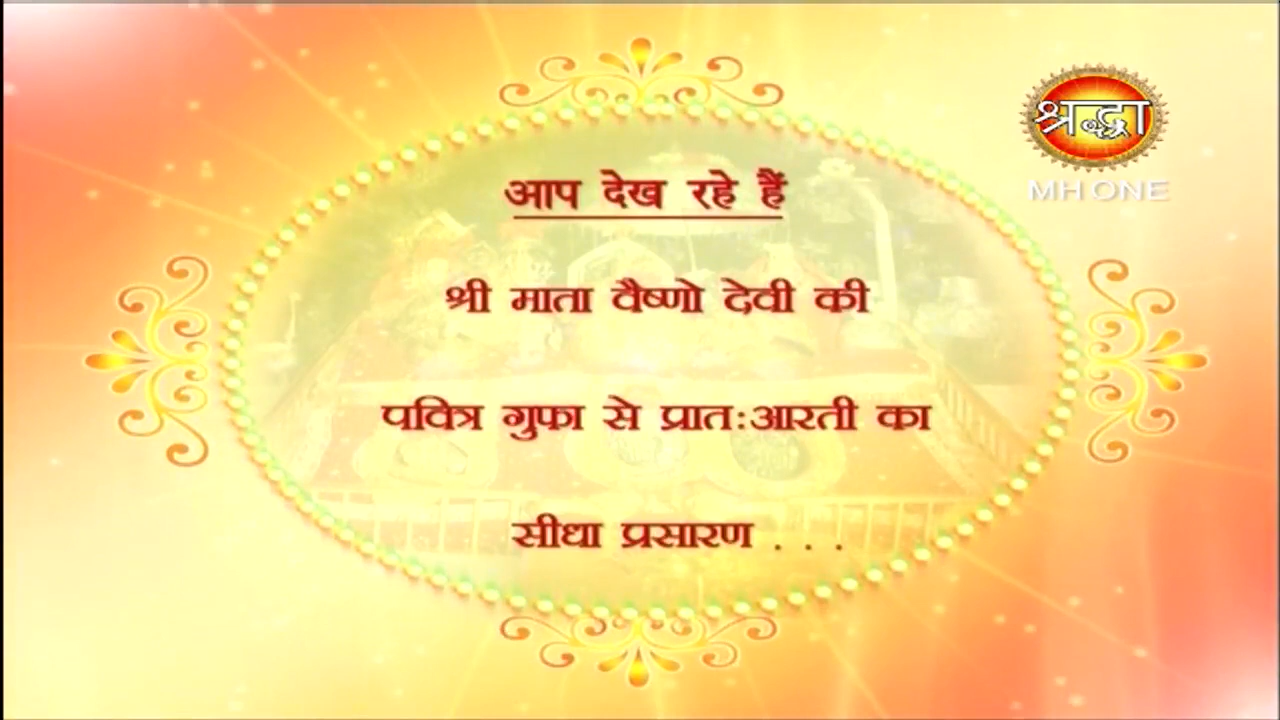 श्रद्धा
MH ONE
आप देख रहे हैं
श्री माता वैष्णो देवी की
पवित्र गुफा से प्रातःआरती का
सीधा प्रसारण . . .